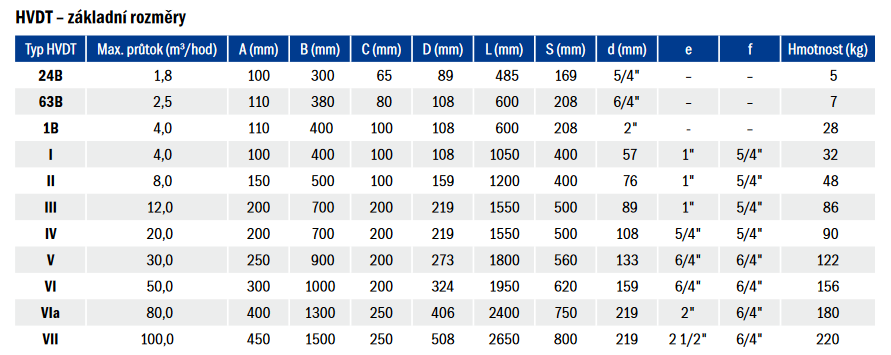 HVDT – základní rozměry
Typ HVDT Max. průtok (m³/hod) A (mm) B (mm) C (mm) D (mm) L (mm) S (mm) d (mm) e f Hmotnost (kg)
24B 1,8 100 300 65 89 485 169 5/4" – – 5
63B 2,5 110 380 80 108 600 208 6/4" – – 7
1B 4,0 110 400 100 108 600 208 2" – – 28
I 4,0 100 400 100 108 1050 400 57 1" 5/4" 32
II 8,0 150 500 100 159 1200 400 76 1" 5/4" 48
III 12,0 200 700 200 219 1550 500 89 1" 5/4" 86
IV 20,0 200 700 200 219 1550 500 108 5/4" 5/4" 90
V 30,0 250 900 200 273 1800 560 133 6/4" 6/4" 122
VI 50,0 300 1000 200 324 1950 620 159 6/4" 6/4" 156
VIa 80,0 400 1300 250 406 2400 750 219 2" 6/4" 180
VII 100,0 450 1500 250 508 2650 800 219 2 1/2" 6/4" 220